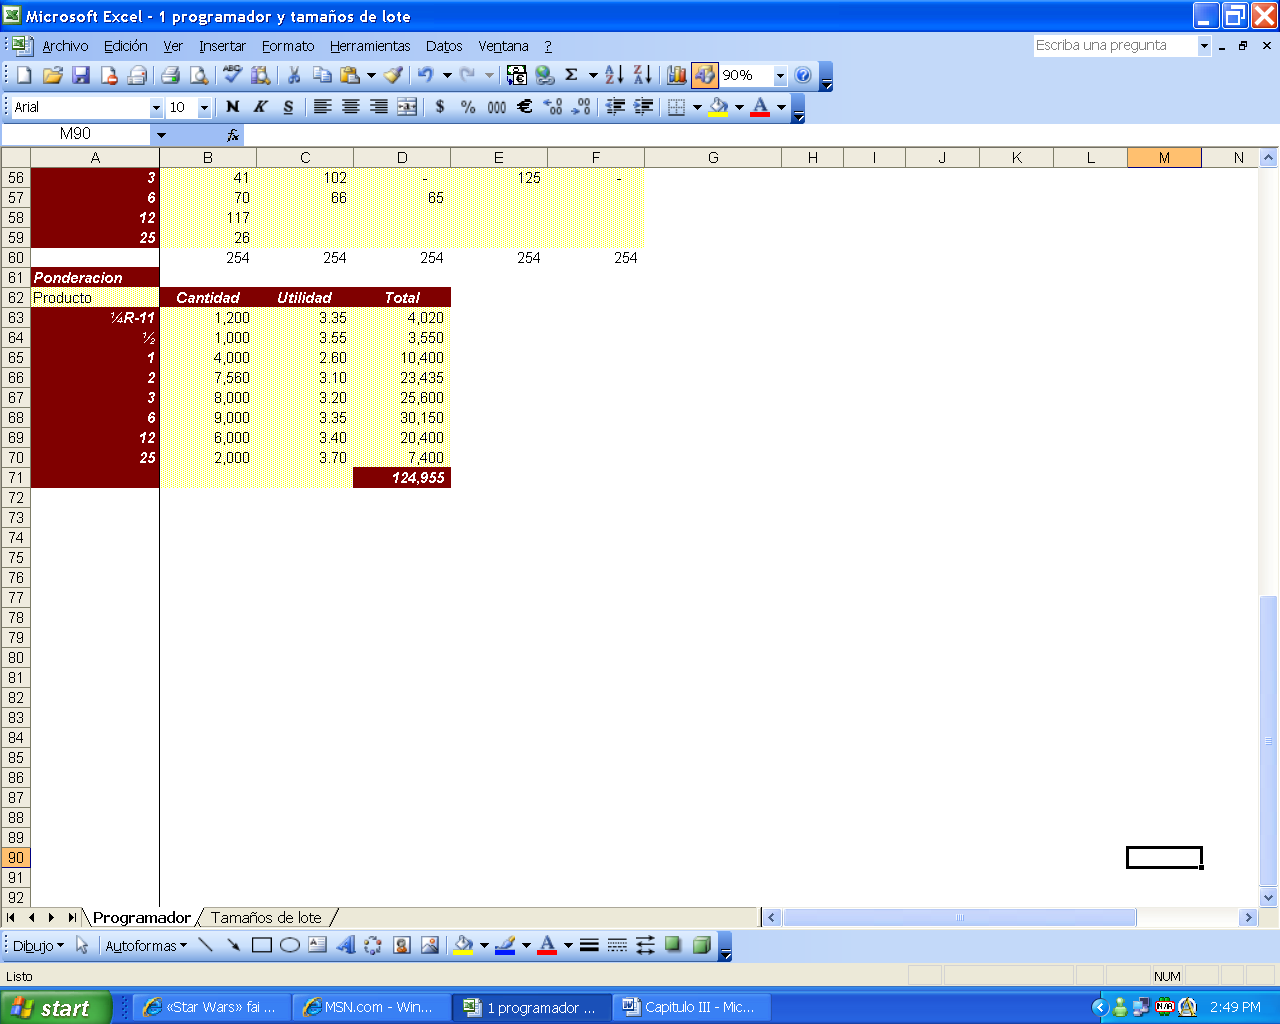 Microsoft Excel - 1 programador y tamaños de lote
Archivo Edición Ver Insertar Formato Herramientas Datos Ventana ? Escriba una pregunta
90%
Arial 10 N K S $ % 000 €
M90 fx
A B C D E F G H I J K L M N
56 3 41 102 - 125 -
57 6 70 66 65
58 12 117
59 25 26
60 254 254 254 254 254
61 Ponderacion
62 Producto Cantidad Utilidad Total
63 ¼R-11 1,200 3.35 4,020
64 ½ 1,000 3.55 3,550
65 1 4,000 2.60 10,400
66 2 7,560 3.10 23,435
67 3 8,000 3.20 25,600
68 6 9,000 3.35 30,150
69 12 6,000 3.40 20,400
70 25 2,000 3.70 7,400
71 124,955
72
73
74
75
76
77
78
79
80
81
82
83
84
85
86
87
88
89
90
91
92
Programador Tamaños de lote
Dibujo Autoformas
Listo NUM
start «Star Wars» fai ... MSN.com - Win... 1 programador ... Capitulo III - Mic... N/A 2:49 PM